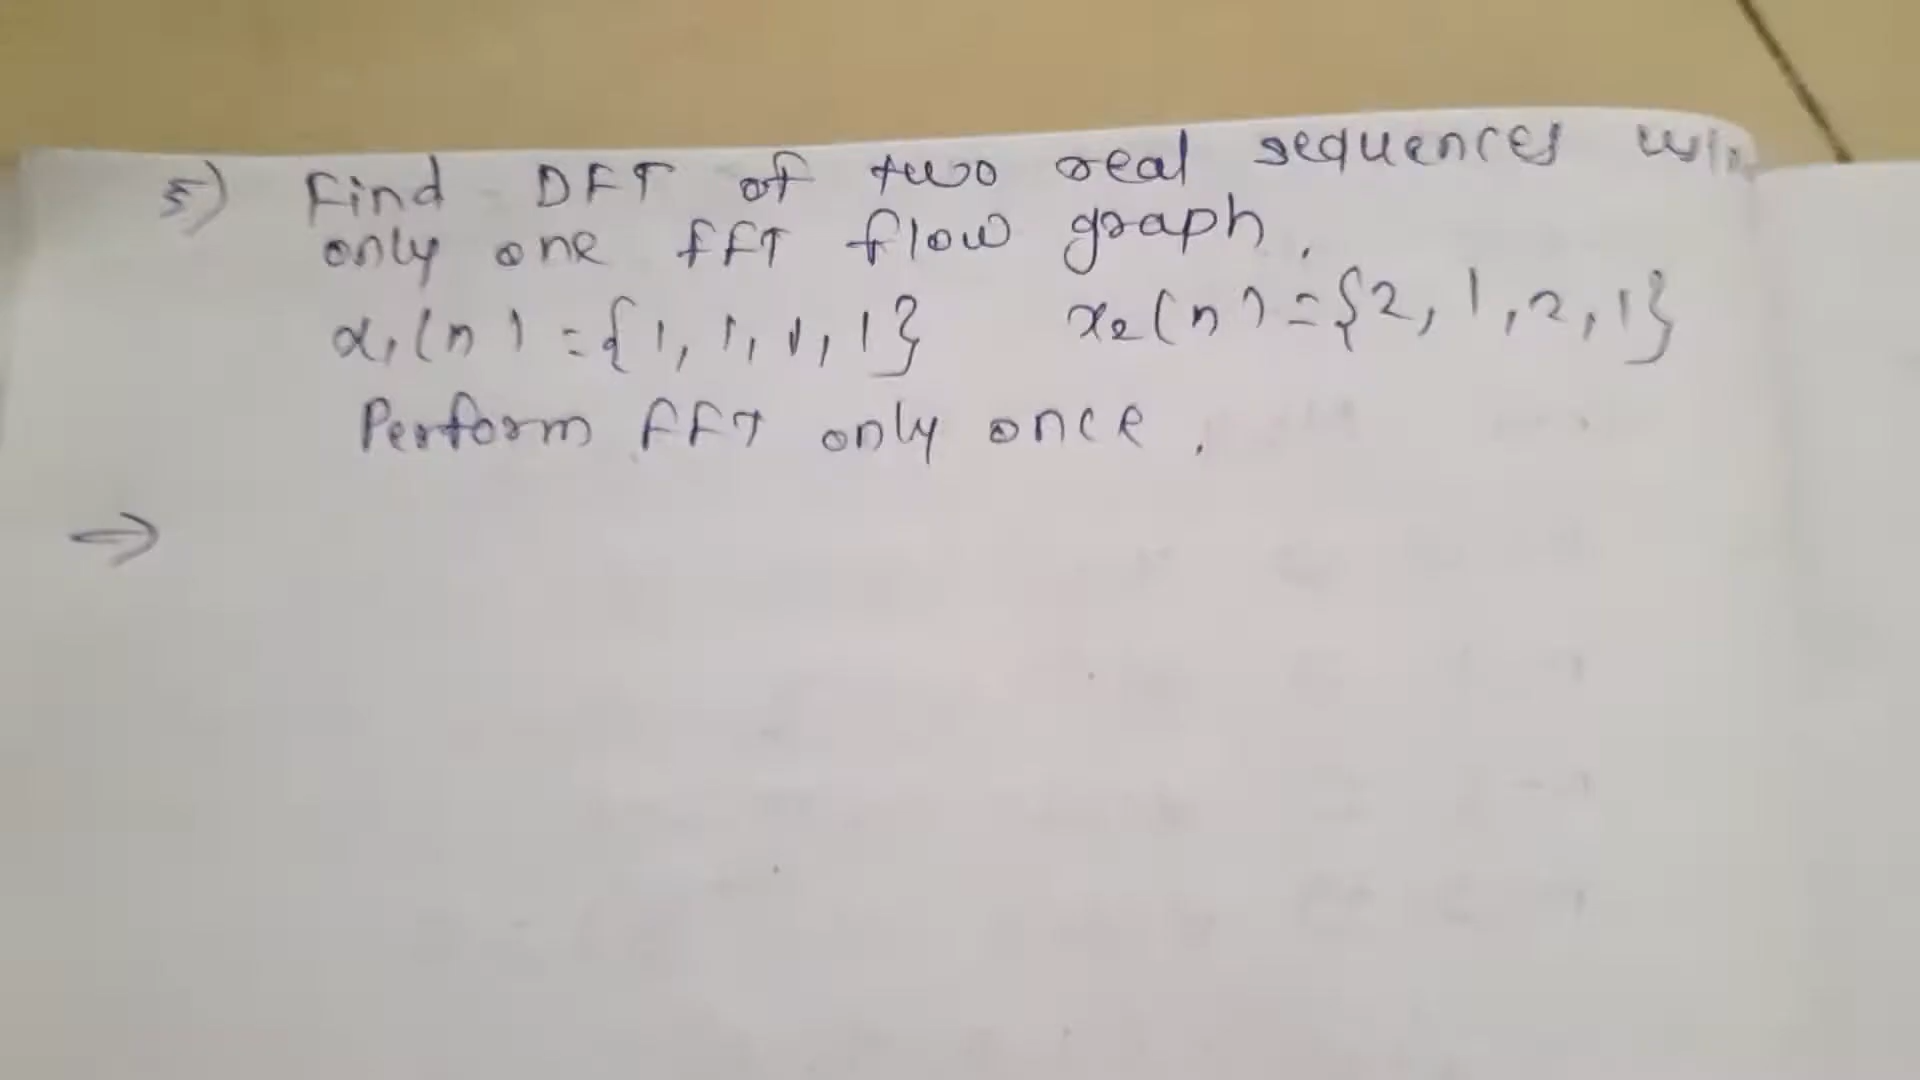 5) Find DFT of two real sequences
only one FFT flow graph.
x₁(n) = {1, 1, 1, 1} x₂(n) = {2, 1, 2, 1}
Perform FFT only once.
→